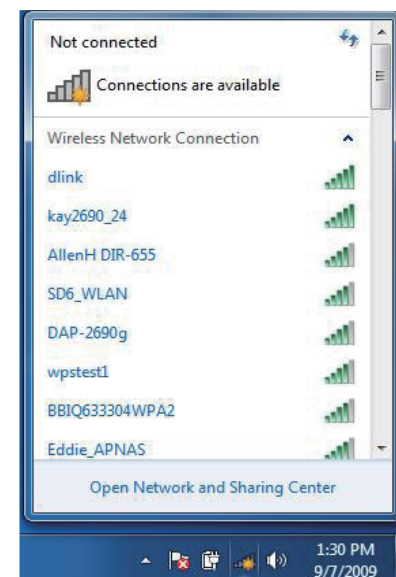 Not connected
Connections are available
Wireless Network Connection
dlink
kay2690_24
AllenH DIR-655
SD6_WLAN
DAP-2690g
wpstest1
BBIQ633304WPA2
Eddie_APNAS
Open Network and Sharing Center
1:30 PM
9/7/2009